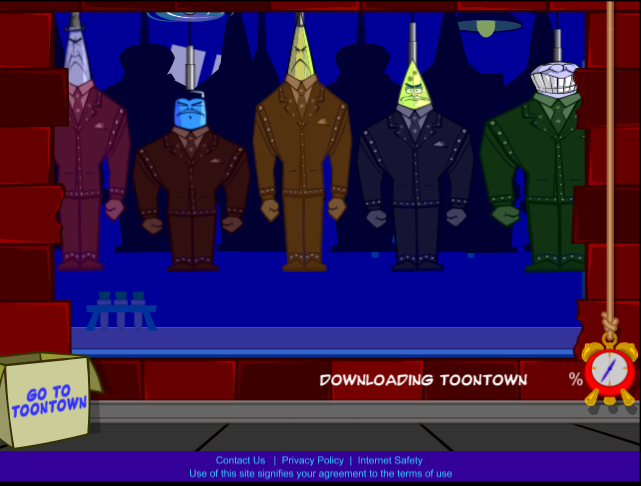 DOWNLOADING TOONTOWN %
GO TO
TOONTOWN
Contact Us | Privacy Policy | Internet Safety
Use of this site signifies your agreement to the terms of use